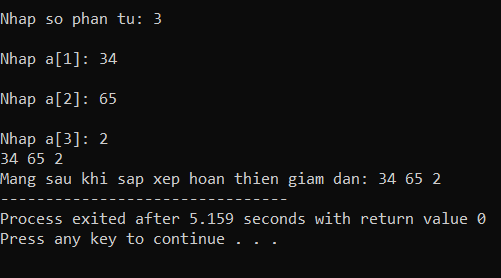 Nhap so phan tu: 3
Nhap a[1]: 34
Nhap a[2]: 65
Nhap a[3]: 2
34 65 2
Mang sau khi sap xep hoan thien giam dan: 34 65 2
--------------------------------
Process exited after 5.159 seconds with return value 0
Press any key to continue . . .